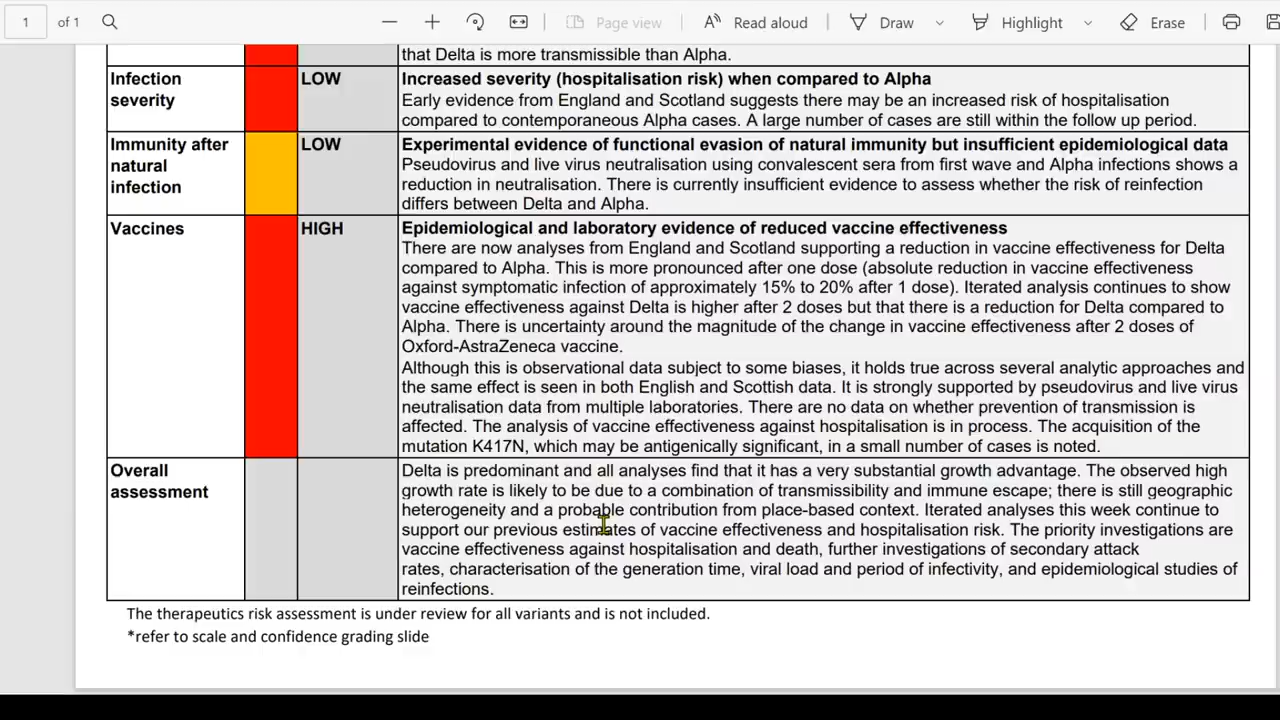 1 of 1 Page view Read aloud Draw Highlight Erase
that Delta is more transmissible than Alpha.
Infection severity
LOW
Increased severity (hospitalisation risk) when compared to Alpha
Early evidence from England and Scotland suggests there may be an increased risk of hospitalisation
compared to contemporaneous Alpha cases. A large number of cases are still within the follow up period.
Immunity after
natural
infection
LOW
Experimental evidence of functional evasion of natural immunity but insufficient epidemiological data
Pseudovirus and live virus neutralisation using convalescent sera from first wave and Alpha infections shows a
reduction in neutralisation. There is currently insufficient evidence to assess whether the risk of reinfection
differs between Delta and Alpha.
Vaccines
HIGH
Epidemiological and laboratory evidence of reduced vaccine effectiveness
There are now analyses from England and Scotland supporting a reduction in vaccine effectiveness for Delta
compared to Alpha. This is more pronounced after one dose (absolute reduction in vaccine effectiveness
against symptomatic infection of approximately 15% to 20% after 1 dose). Iterated analysis continues to show
vaccine effectiveness against Delta is higher after 2 doses but that there is a reduction for Delta compared to
Alpha. There is uncertainty around the magnitude of the change in vaccine effectiveness after 2 doses of
Oxford-AstraZeneca vaccine.
Although this is observational data subject to some biases, it holds true across several analytic approaches and
the same effect is seen in both English and Scottish data. It is strongly supported by pseudovirus and live virus
neutralisation data from multiple laboratories. There are no data on whether prevention of transmission is
affected. The analysis of vaccine effectiveness against hospitalisation is in process. The acquisition of the
mutation K417N, which may be antigenically significant, in a small number of cases is noted.
Overall
assessment
Delta is predominant and all analyses find that it has a very substantial growth advantage. The observed high
growth rate is likely to be due to a combination of transmissibility and immune escape; there is still geographic
heterogeneity and a probable contribution from place-based context. Iterated analyses this week continue to
support our previous estimates of vaccine effectiveness and hospitalisation risk. The priority investigations are
vaccine effectiveness against hospitalisation and death, further investigations of secondary attack
rates, characterisation of the generation time, viral load and period of infectivity, and epidemiological studies of
reinfections.
The therapeutics risk assessment is under review for all variants and is not included.
*refer to scale and confidence grading slide